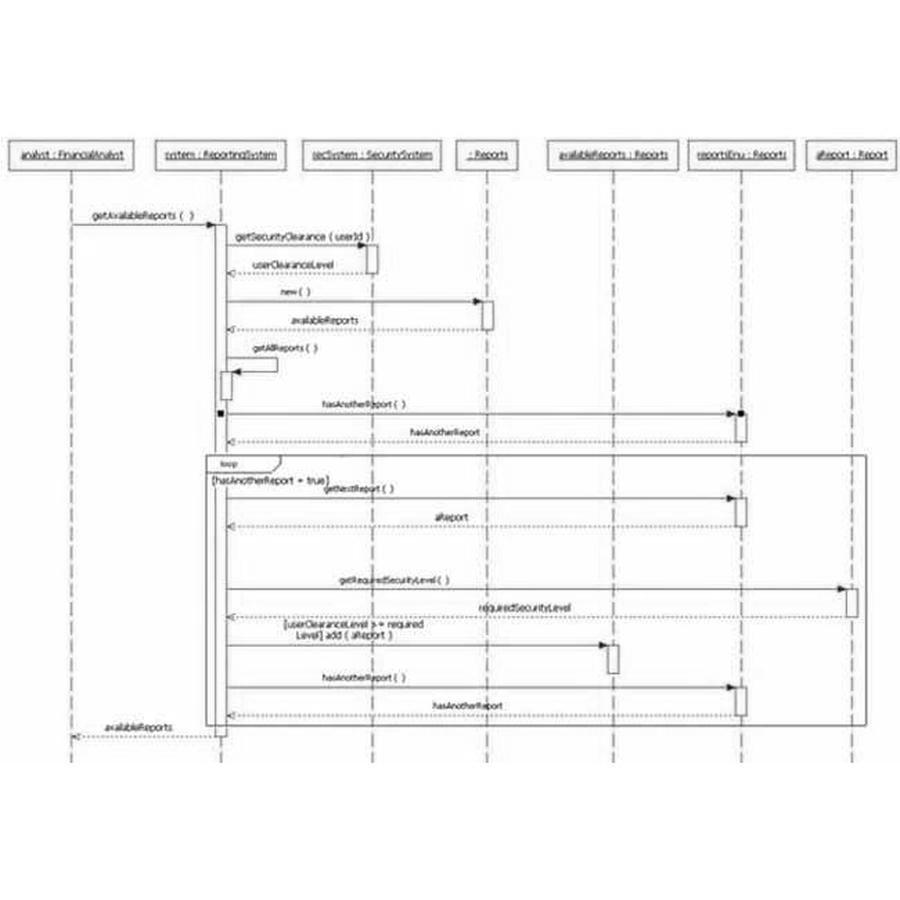 analyst : FinancialAnalyst
system : ReportingSystem
secSystem : SecuritySystem
: Reports
availableReports : Reports
reportsEnu : Reports
aReport : Report
getAvailableReports ( )
getSecurityClearance ( userId )
userClearanceLevel
new ( )
availableReports
getAllReports ( )
hasAnotherReport ( )
hasAnotherReport
loop
[hasAnotherReport = true]
getNextReport ( )
aReport
getRequiredSecurityLevel ( )
requiredSecurityLevel
[userClearanceLevel > = required
Level] add ( aReport )
hasAnotherReport ( )
hasAnotherReport
availableReports